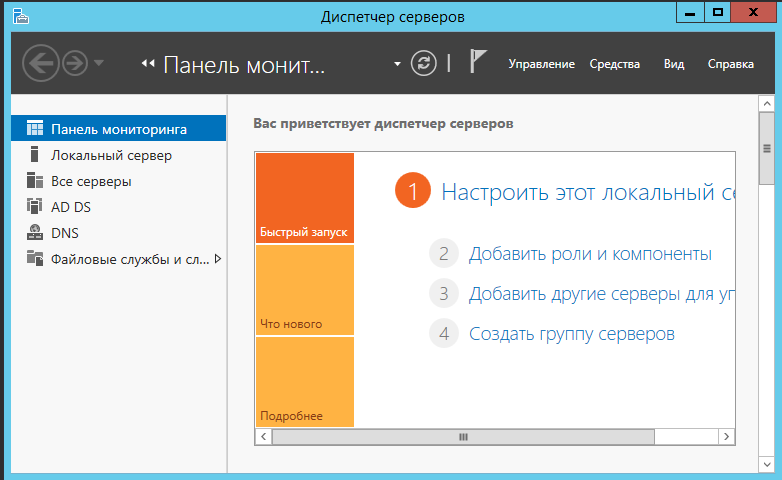 Диспетчер серверов
Панель монит...
Управление Средства Вид Справка
Панель мониторинга
Локальный сервер
Все серверы
AD DS
DNS
Файловые службы и сл...
Вас приветствует диспетчер серверов
Быстрый запуск
Что нового
Подробнее
1 Настроить этот локальный се
2 Добавить роли и компоненты
3 Добавить другие серверы для уп
4 Создать группу серверов